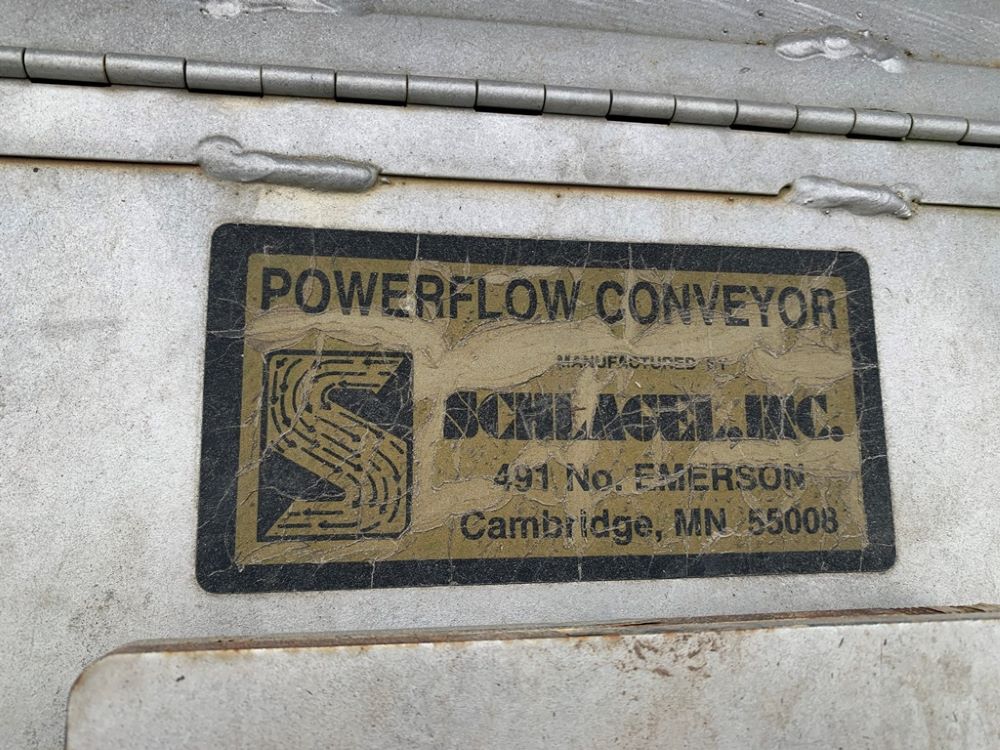 POWERFLOW CONVEYOR
MANUFACTURED BY
SCHLAGEL, INC.
491 No. EMERSON
Cambridge, MN 55008